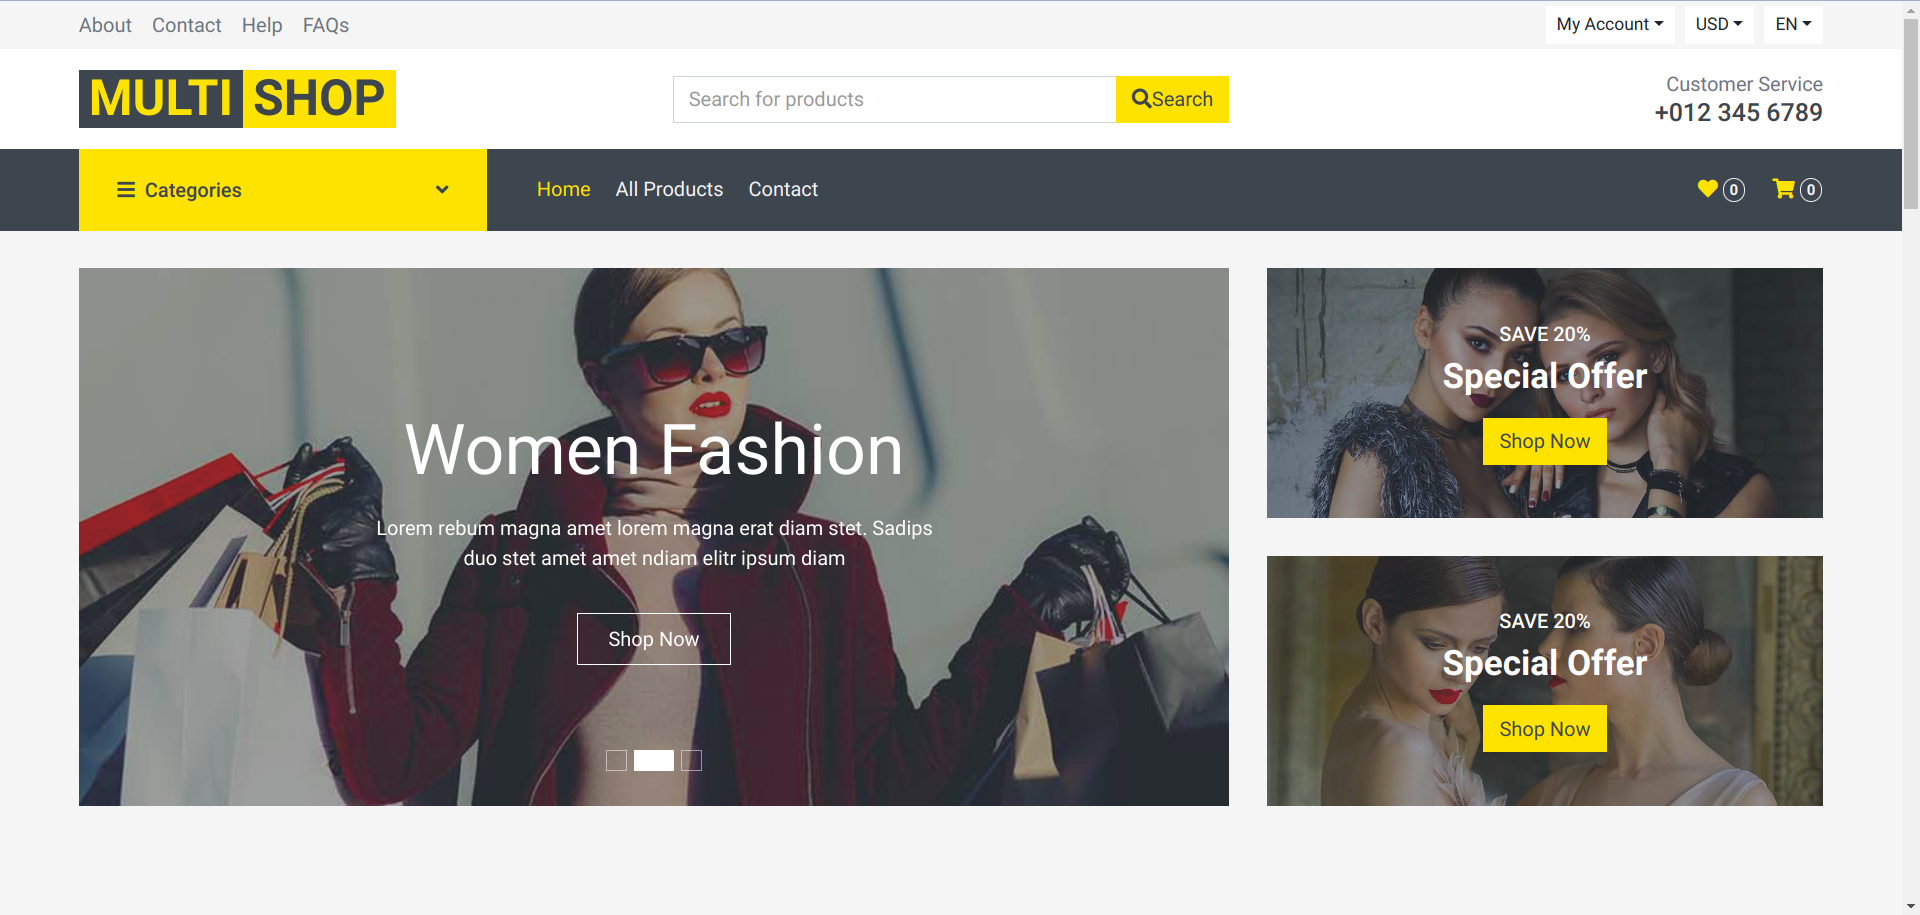 About Contact Help FAQs
My Account USD EN
MULTI SHOP
Search for products
Search
Customer Service
+012 345 6789
Categories
Home All Products Contact
0 0
Women Fashion
Lorem rebum magna amet lorem magna erat diam stet. Sadips
duo stet amet amet ndiam elitr ipsum diam
Shop Now
SAVE 20%
Special Offer
Shop Now
SAVE 20%
Special Offer
Shop Now